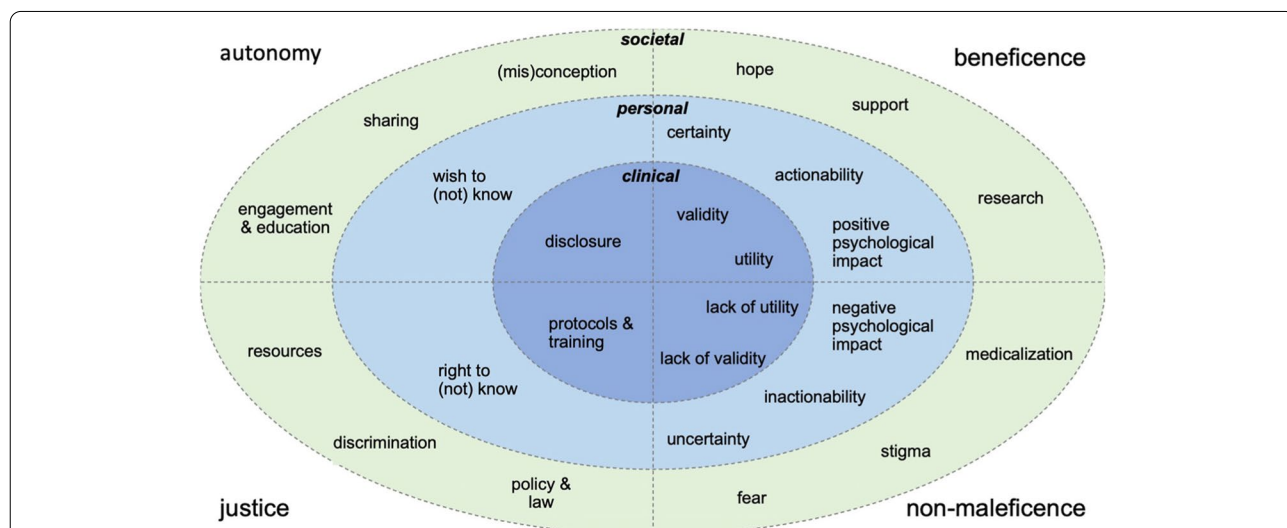 autonomy
societal
beneficence
(mis)conception
hope
sharing
support
personal
certainty
wish to
(not) know
clinical
actionability
engagement
& education
disclosure
validity
utility
positive
psychological
impact
research
resources
protocols &
training
lack of utility
lack of validity
negative
psychological
impact
medicalization
right to
(not) know
inactionability
discrimination
uncertainty
stigma
policy &
law
fear
justice
non-maleficence